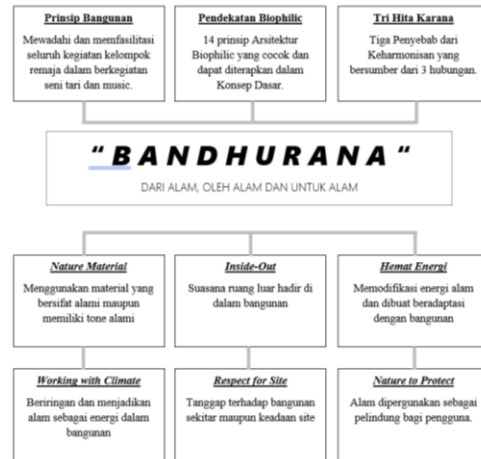 Prinsip Bangunan
Mewadahi dan memfasilitasi
seluruh kegiatan kelompok
remaja dalam berkegiatan
seni tari dan music.
Pendekatan Biophilic
14 prinsip Arsitektur
Biophilic yang cocok dan
dapat diterapkan dalam
Konsep Dasar.
Tri Hita Karana
Tiga Penyebab dari
Keharmonisan yang
bersumber dari 3 hubungan.
“BANDHURANA“
DARI ALAM, OLEH ALAM DAN UNTUK ALAM
Nature Material
Menggunakan material yang
bersifat alami maupun
memiliki tone alami
Inside-Out
Suasana ruang luar hadir di
dalam bangunan
Hemat Energi
Memodifikasi energi alam
dan dibuat beradaptasi
dengan bangunan
Working with Climate
Beriringan dan menjadikan
alam sebagai energi dalam
bangunan
Respect for Site
Tanggap terhadap bangunan
sekitar maupun keadaan site
Nature to Protect
Alam dipergunakan sebagai
pelindung bagi pengguna.